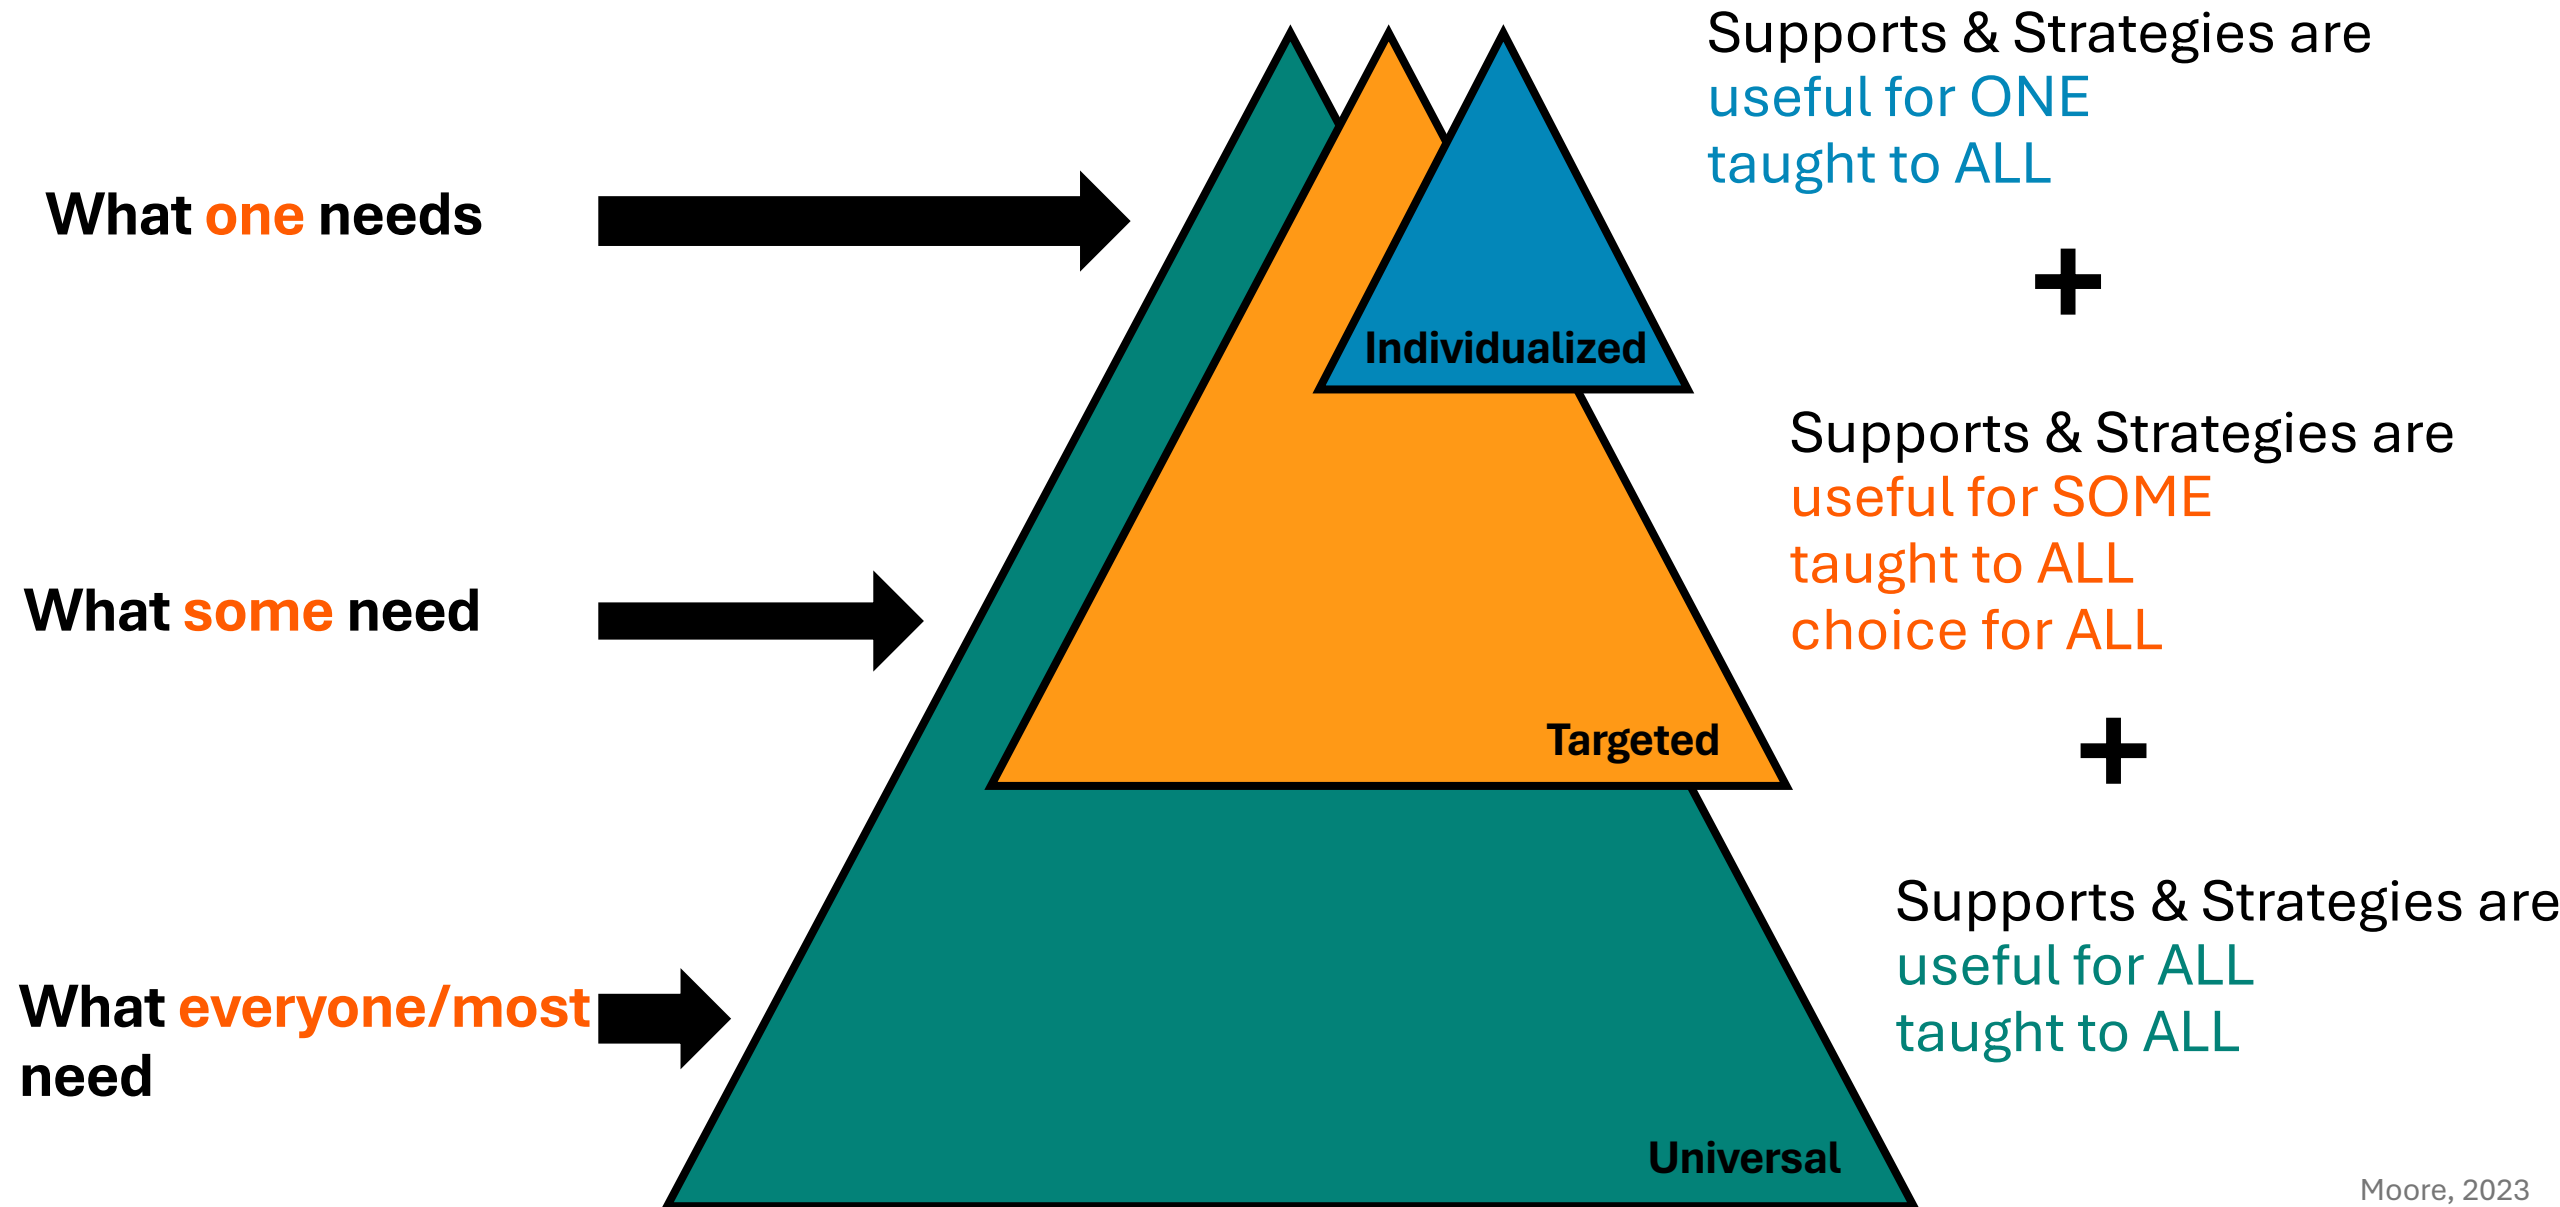 Supports & Strategies are
useful for ONE
taught to ALL
What one needs
+
Individualized
Supports & Strategies are
useful for SOME
taught to ALL
choice for ALL
What some need
Targeted
+
Supports & Strategies are
useful for ALL
taught to ALL
What everyone/most
need
Universal
Moore, 2023